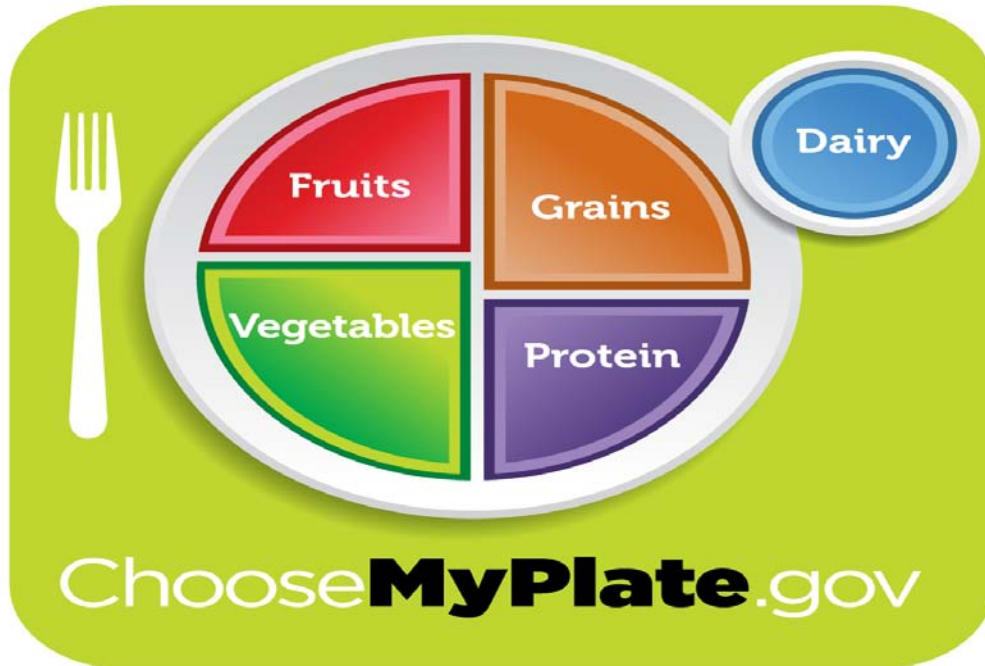 Dairy
Fruits
Grains
Vegetables
Protein
ChooseMyPlate.gov